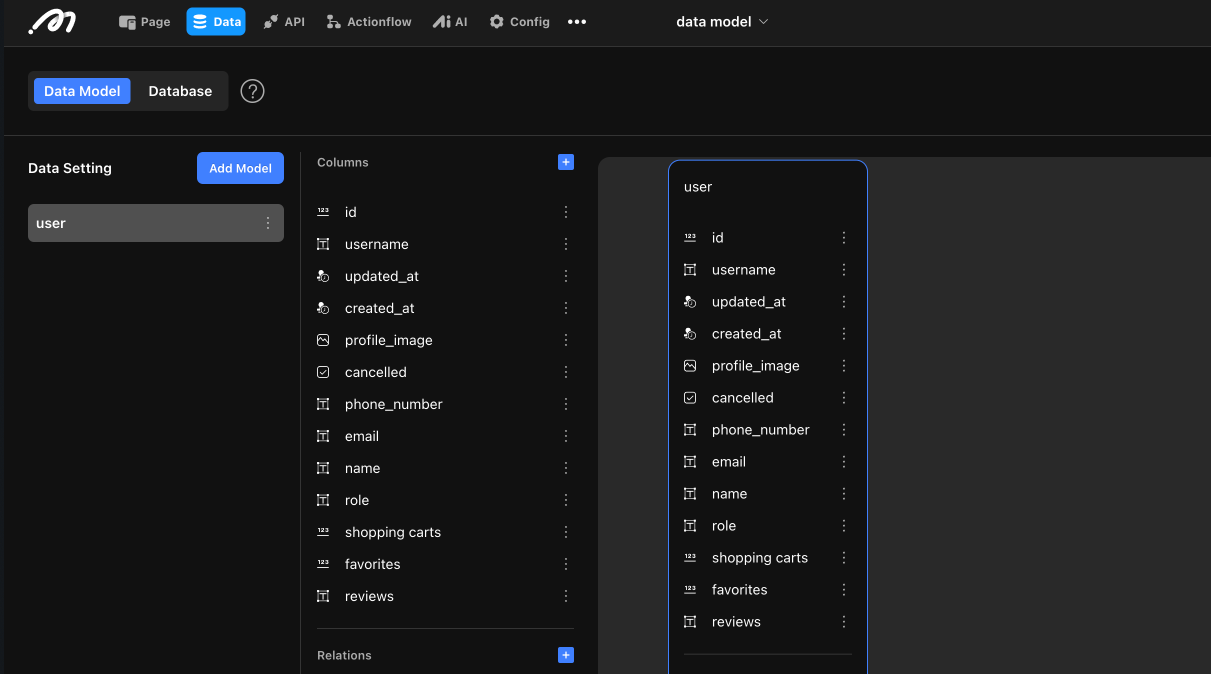 Page Data API Actionflow AI Config data model
Data Model Database ?
Data Setting Add Model
user
Columns
123 id
T username
updated_at
created_at
profile_image
cancelled
T phone_number
T email
T name
T role
123 shopping carts
123 favorites
T reviews
Relations
user
123 id
T username
updated_at
created_at
profile_image
cancelled
T phone_number
T email
T name
T role
123 shopping carts
123 favorites
T reviews